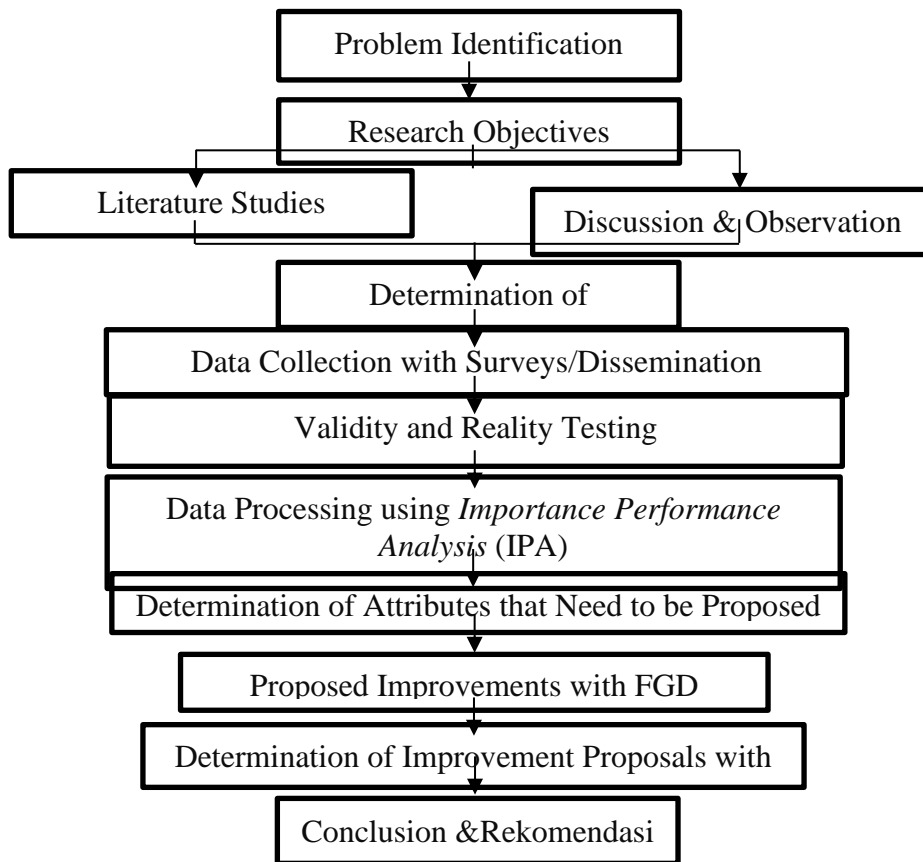 Problem Identification
Research Objectives
Literature Studies
Discussion & Observation
Determination of
Data Collection with Surveys/Dissemination
Validity and Reality Testing
Data Processing using Importance Performance
Analysis (IPA)
Determination of Attributes that Need to be Proposed
Proposed Improvements with FGD
Determination of Improvement Proposals with
Conclusion &Rekomendasi